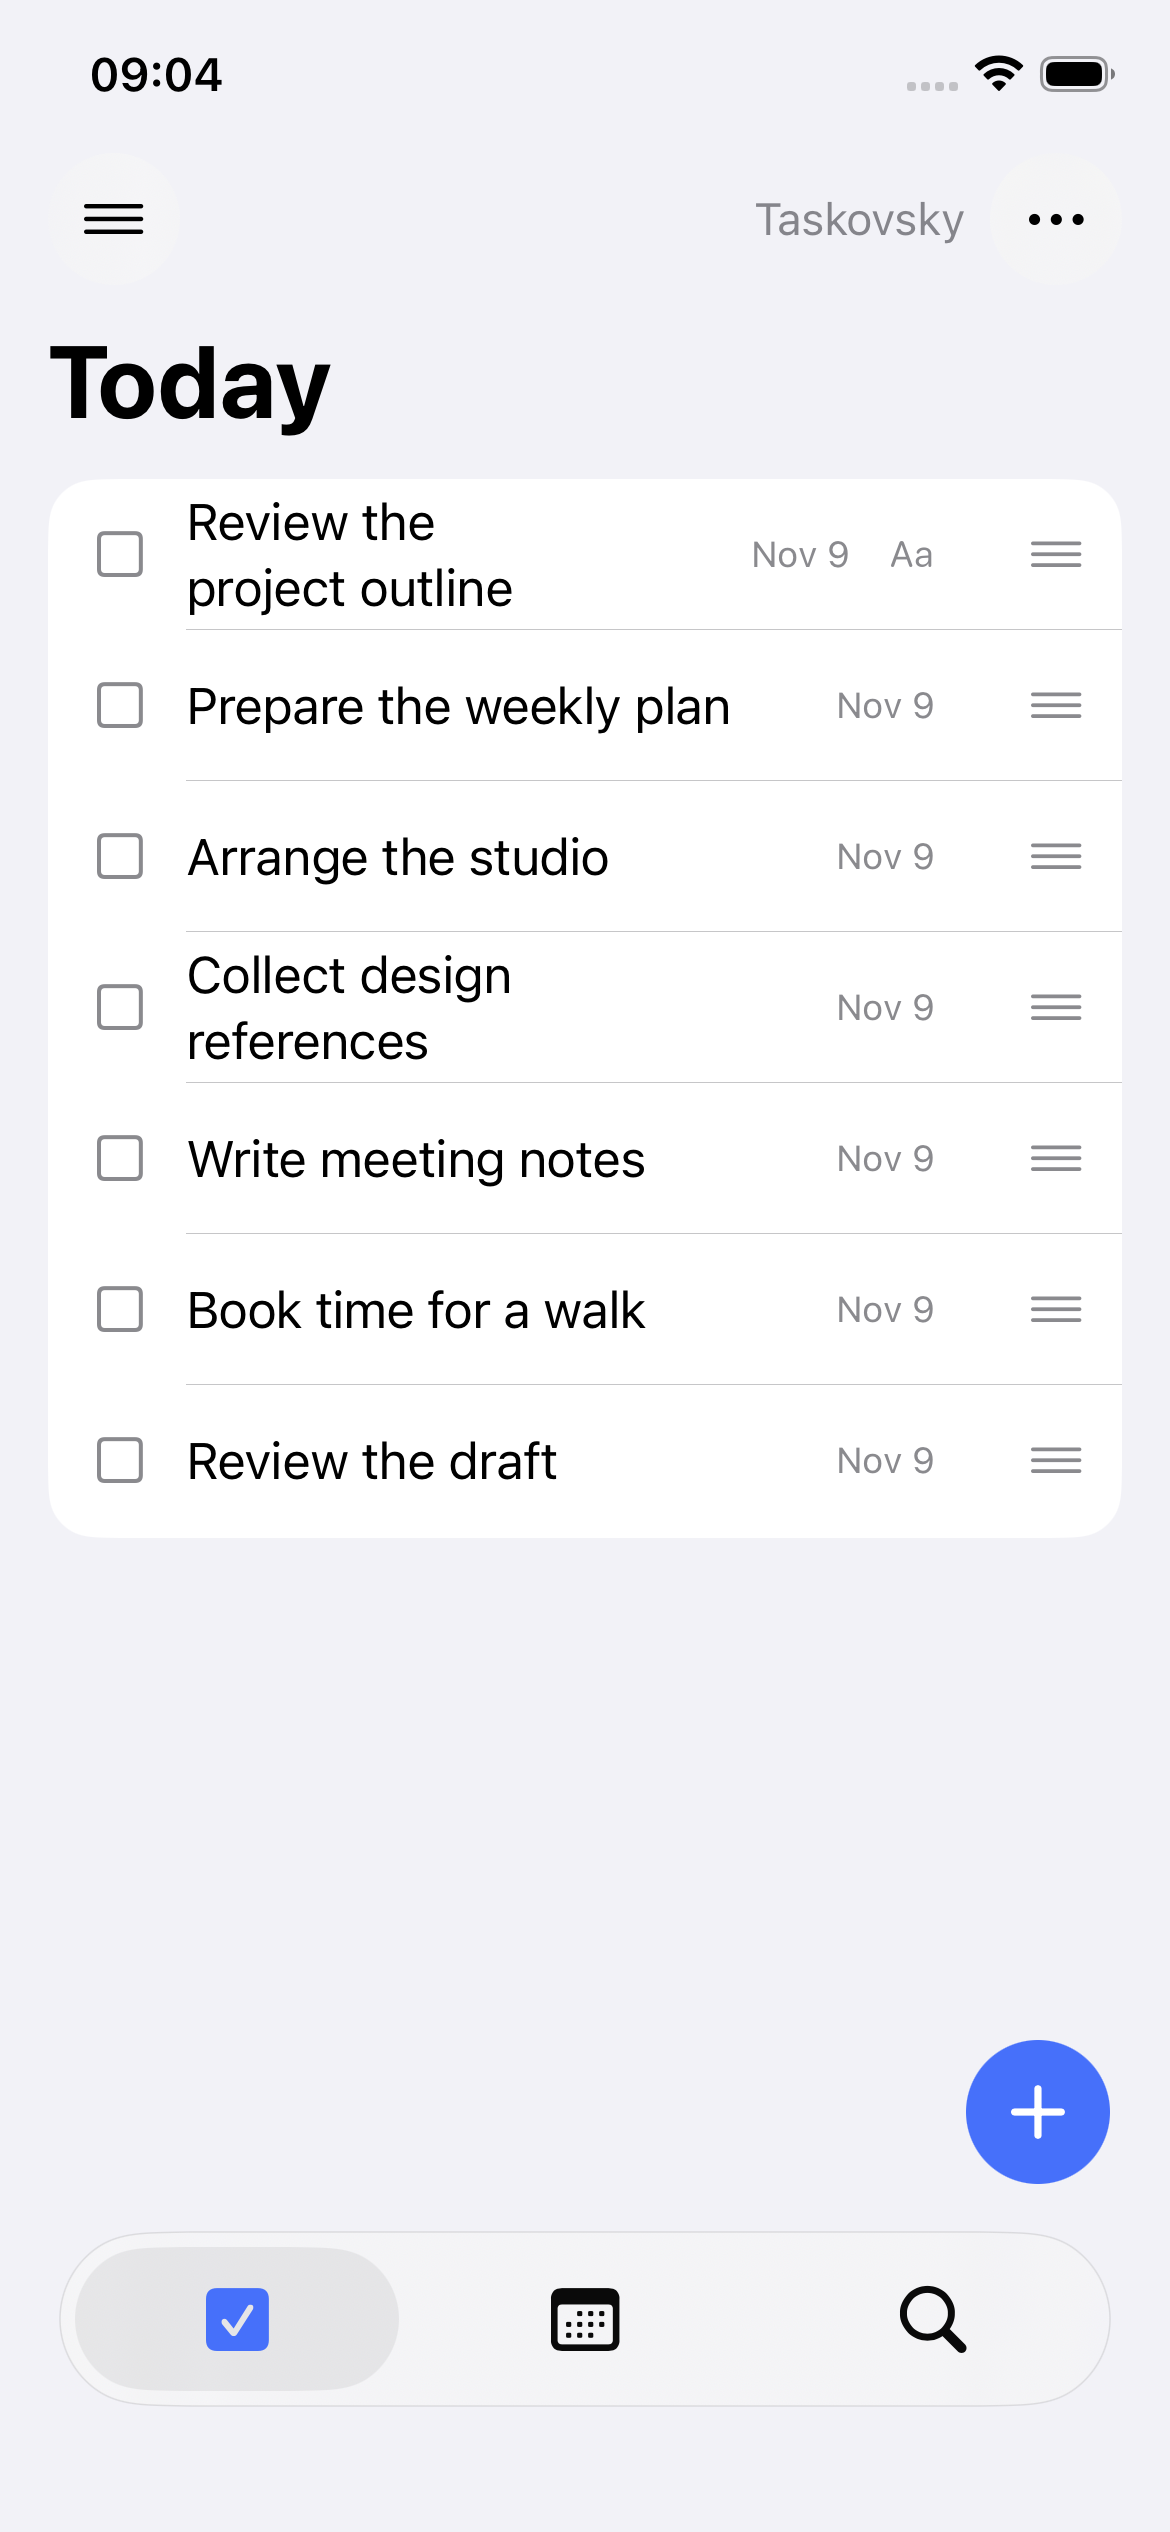 09:04
Taskovsky
Today
Review the
project outline
Nov 9 Aa
Prepare the weekly plan Nov 9
Arrange the studio Nov 9
Collect design
references
Nov 9
Write meeting notes Nov 9
Book time for a walk Nov 9
Review the draft Nov 9